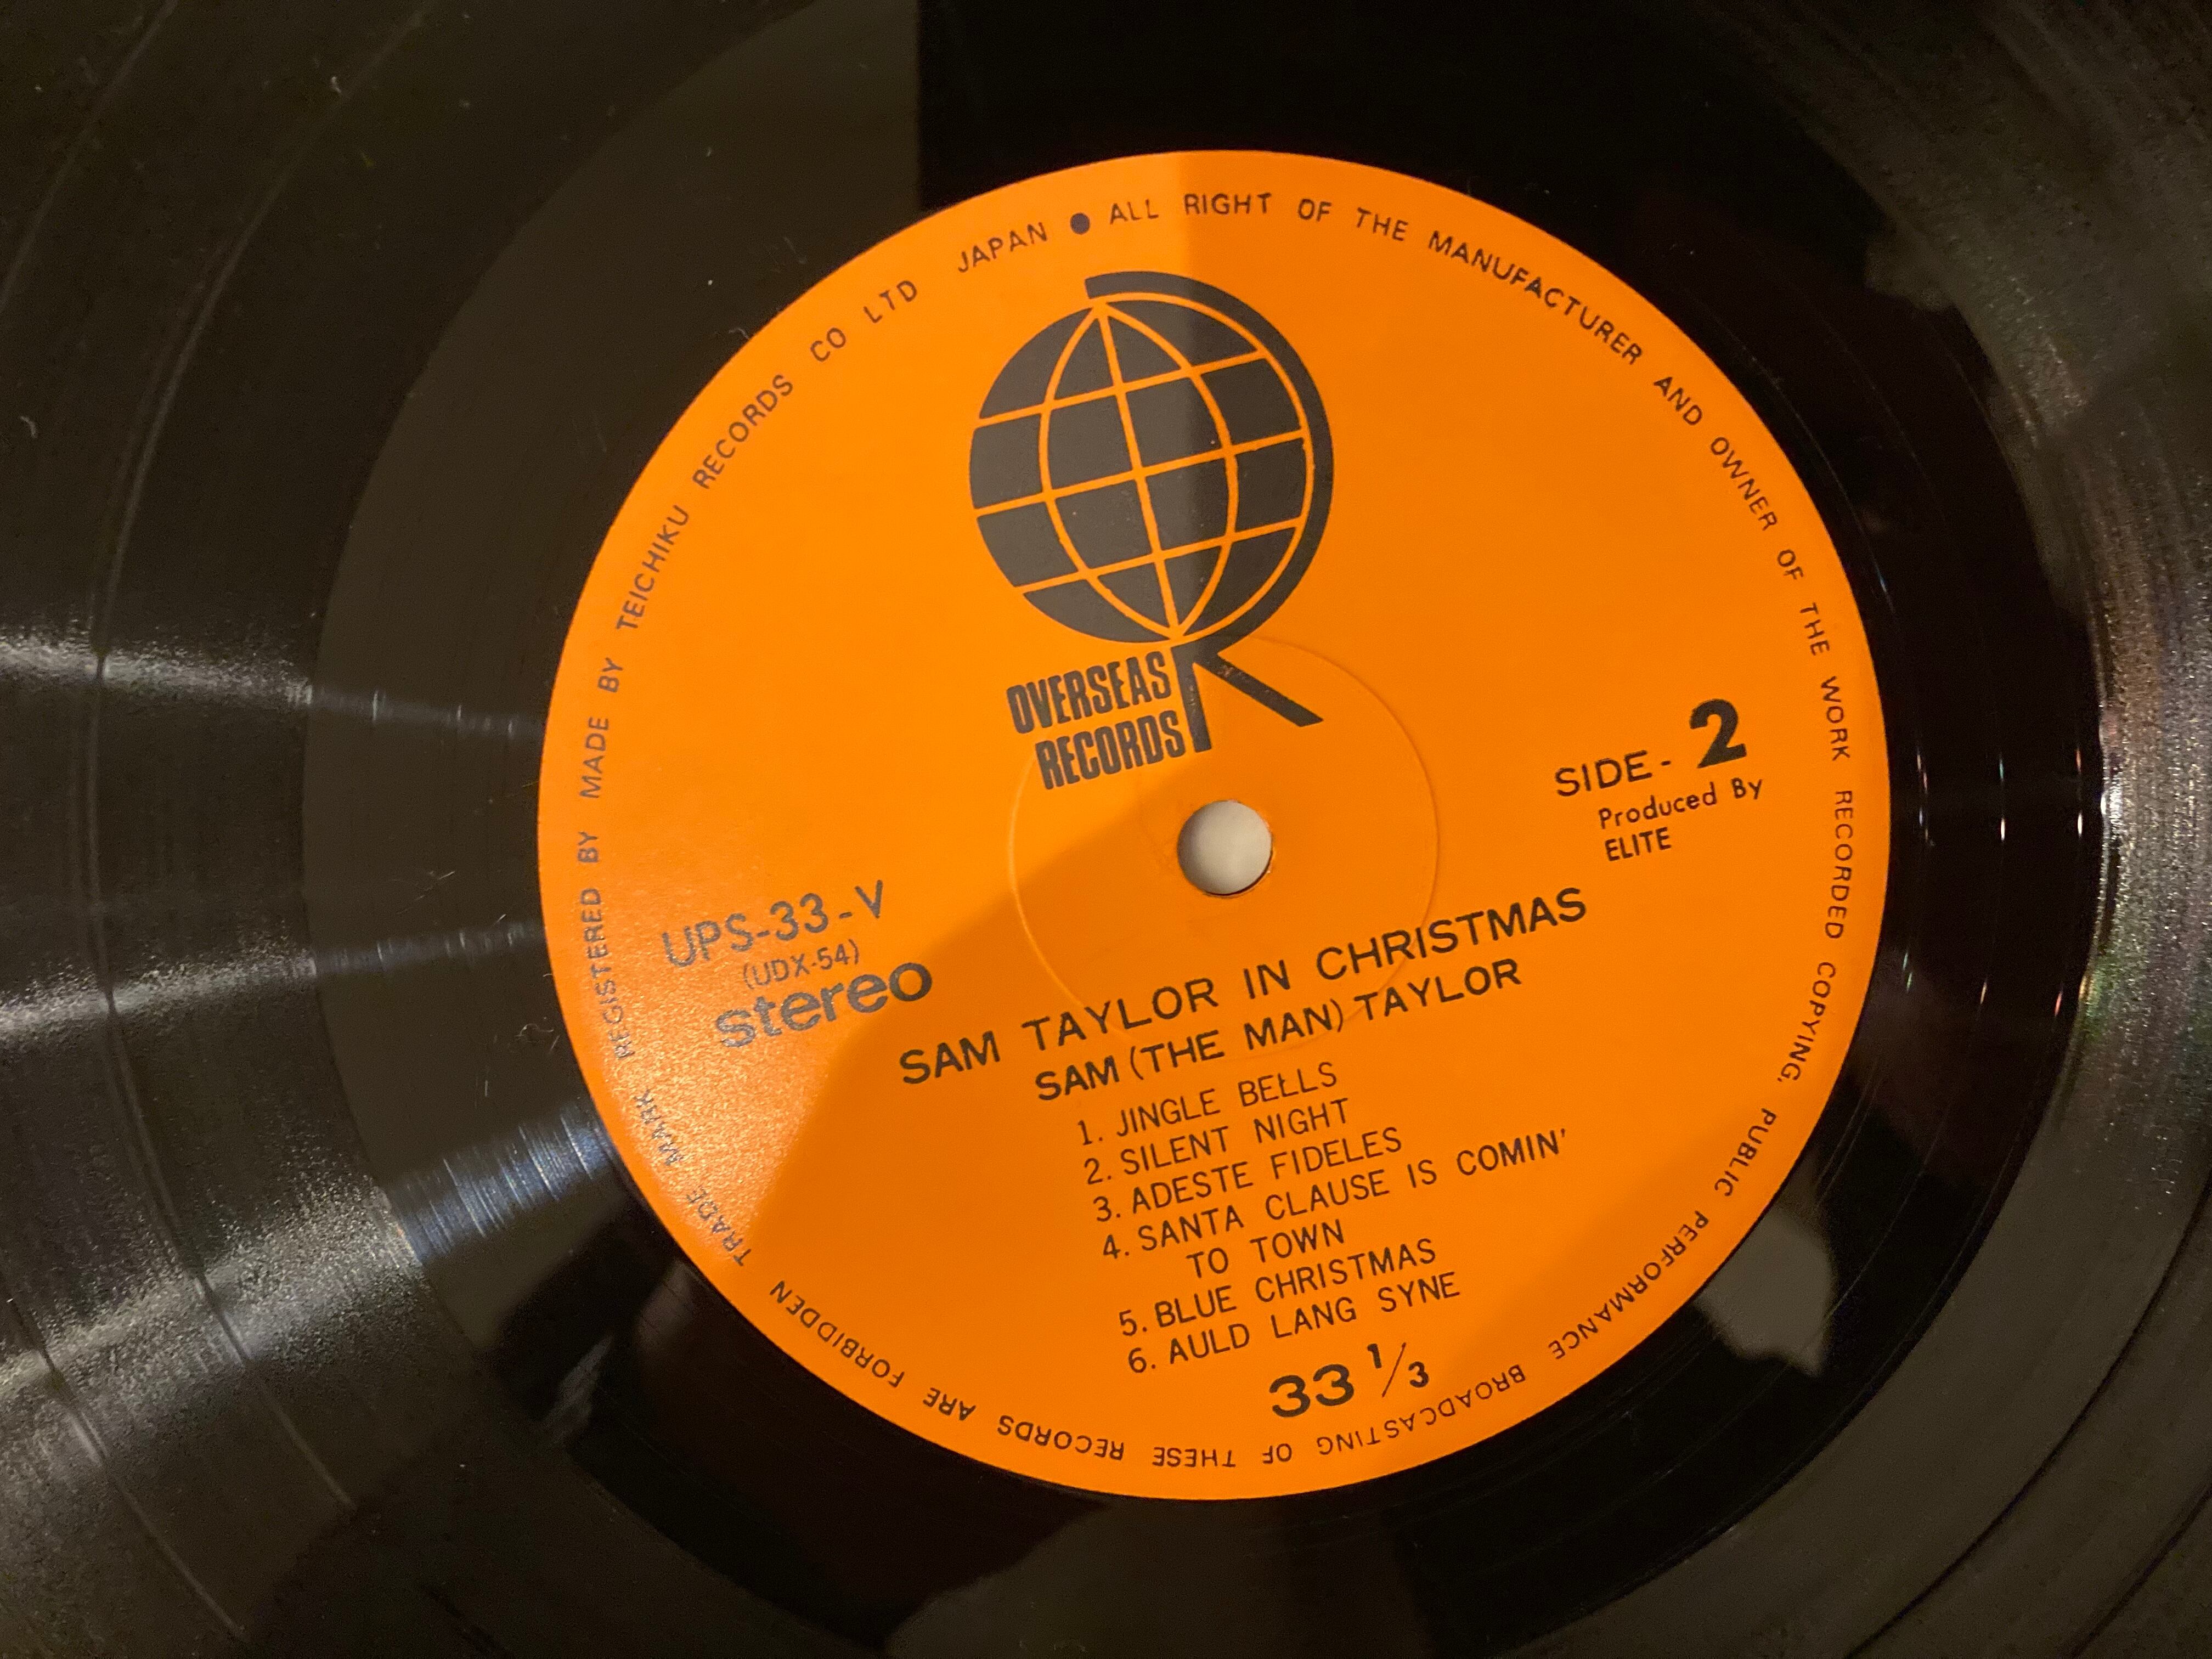 TRADE MARK REGISTERED BY MADE BY TEICHIKU RECORDS CO LTD JAPAN ● ALL RIGHT OF THE MANUFACTURER AND OWNER OF THE WORK RECORDED COPYING, PUBLIC PERFORMANCE BROADCASTING OF THESE RECORDS ARE FORBIDDEN
OVERSEAS
RECORDS
SIDE-2
Produced By
ELITE
UPS-33-V
(UDX-54)
stereo
SAM TAYLOR IN CHRISTMAS
SAM (THE MAN) TAYLOR
1. JINGLE BELLS
2. SILENT NIGHT
3. ADESTE FIDELES
4. SANTA CLAUSE IS COMIN'
TO TOWN
5. BLUE CHRISTMAS
6. AULD LANG SYNE
33 1/3